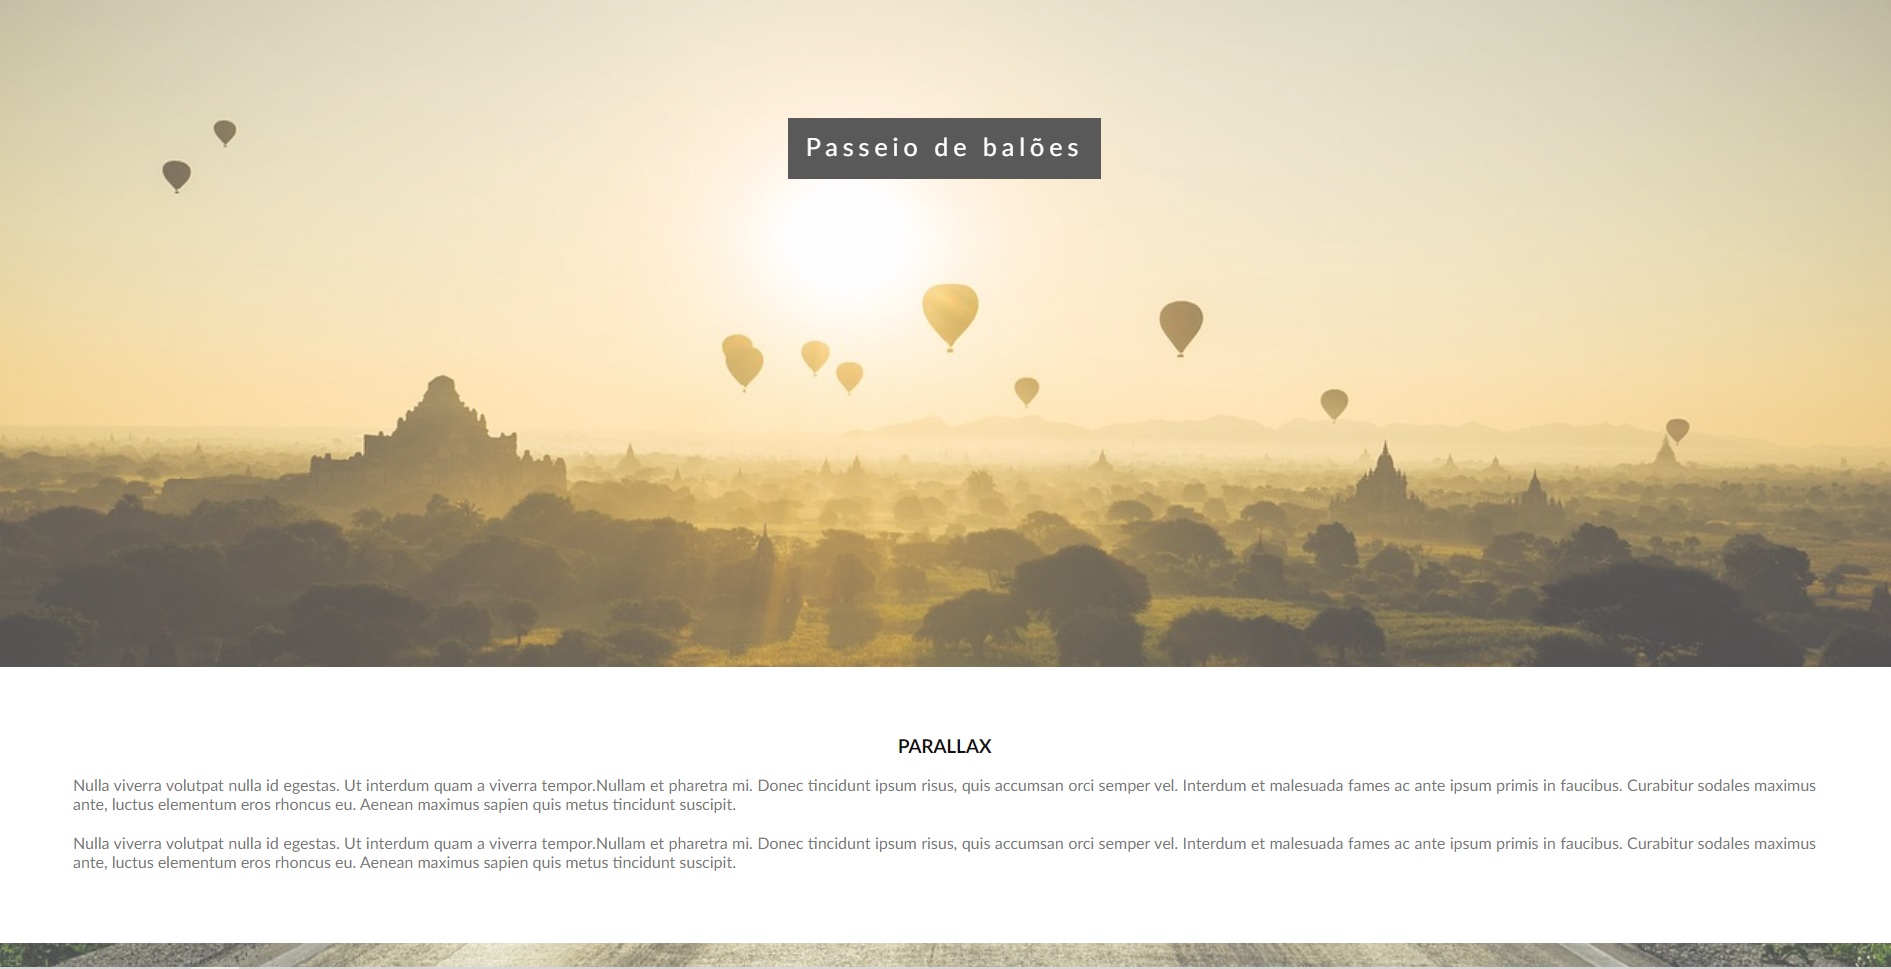 Passeio de balões
PARALLAX
Nulla viverra volutpat nulla id egestas. Ut interdum quam a viverra tempor.Nullam et pharetra mi. Donec tincidunt ipsum risus, quis accumsan orci semper vel. Interdum et malesuada fames ac ante ipsum primis in faucibus. Curabitur sodales maximus
ante, luctus elementum eros rhoncus eu. Aenean maximus sapien quis metus tincidunt suscipit.
Nulla viverra volutpat nulla id egestas. Ut interdum quam a viverra tempor.Nullam et pharetra mi. Donec tincidunt ipsum risus, quis accumsan orci semper vel. Interdum et malesuada fames ac ante ipsum primis in faucibus. Curabitur sodales maximus
ante, luctus elementum eros rhoncus eu. Aenean maximus sapien quis metus tincidunt suscipit.